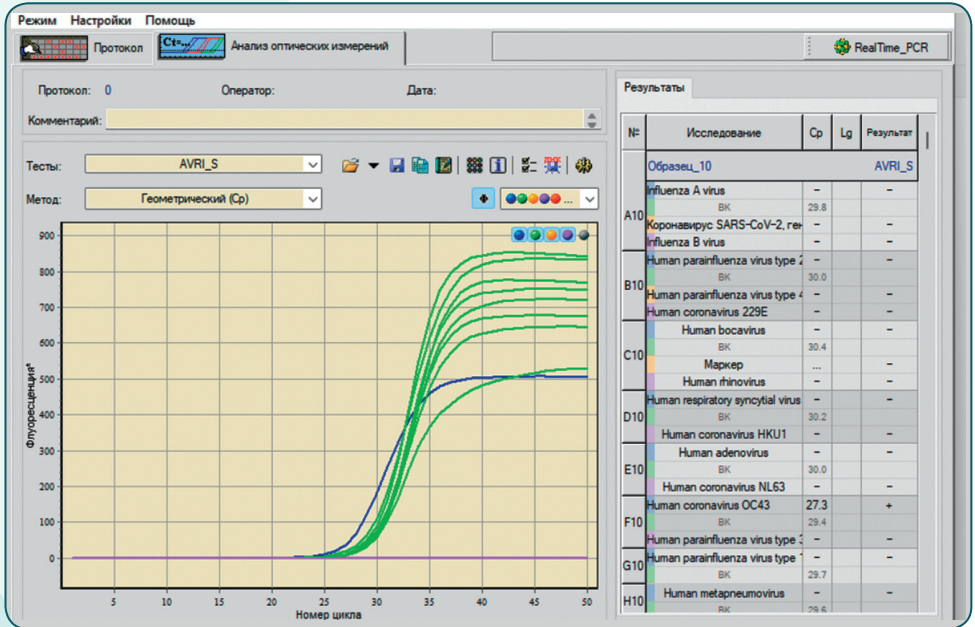 Режим Настройки Помощь
Протокол
Ct=...
Анализ оптических измерений
RealTime_PCR
Протокол: 0 Оператор: Дата:
Комментарий:
Тесты: AVRI_S
Метод: Геометрический (Cp)
...
900
800
700
600
500
400
300
200
100
0
Флуоресценция*
5 10 15 20 25 30 35 40 45 50
Номер цикла
Результаты
№ Исследование Cp Lg Результат
Образец_10 AVRI_S
A10
Influenza A virus – –
ВК 29.8
Коронавирус SARS-CoV-2, ген – –
Influenza B virus – –
B10
Human parainfluenza virus type 2 – –
ВК 30.0
Human parainfluenza virus type 4 – –
Human coronavirus 229E – –
C10
Human bocavirus – –
ВК 30.4
Маркер ... –
Human rhinovirus – –
D10
Human respiratory syncytial virus – –
ВК 30.2
Human coronavirus HKU1 – –
E10
Human adenovirus – –
ВК 30.0
Human coronavirus NL63 – –
F10
Human coronavirus OC43 27.3 +
ВК 29.4
Human parainfluenza virus type 3 – –
G10
Human parainfluenza virus type – –
ВК 29.7
H10
Human metapneumovirus – –
ВК 29.6